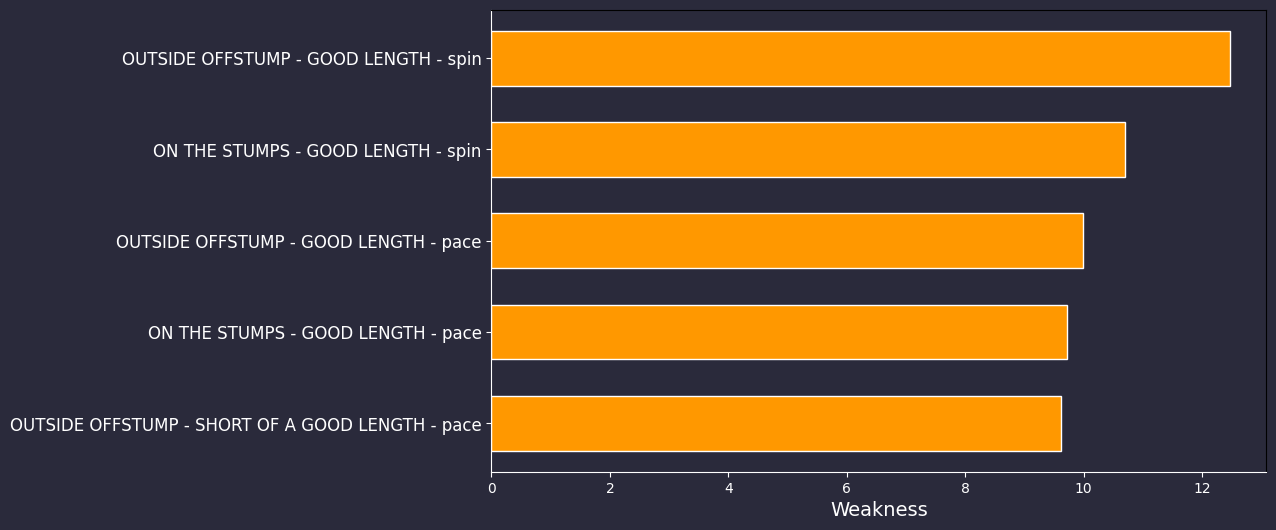 OUTSIDE OFFSTUMP - GOOD LENGTH - spin
ON THE STUMPS - GOOD LENGTH - spin
OUTSIDE OFFSTUMP - GOOD LENGTH - pace
ON THE STUMPS - GOOD LENGTH - pace
OUTSIDE OFFSTUMP - SHORT OF A GOOD LENGTH - pace
0 2 4 6 8 10 12
Weakness